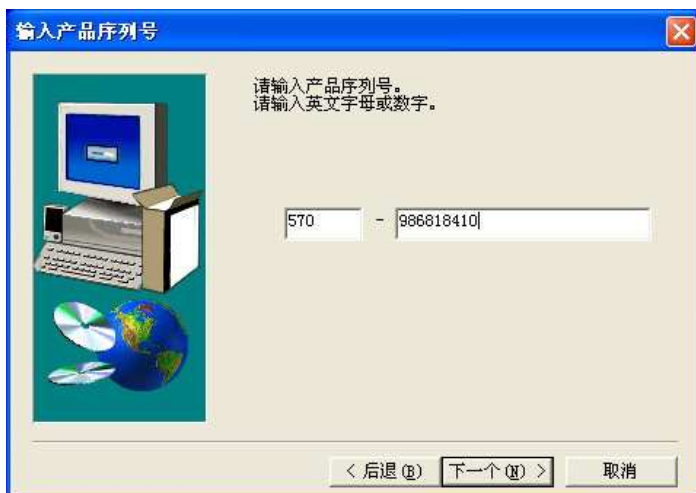 输入产品序列号
请输入产品序列号。
请输入英文字母或数字。
570 - 986818410
< 后退(B) 下一个(N) > 取消